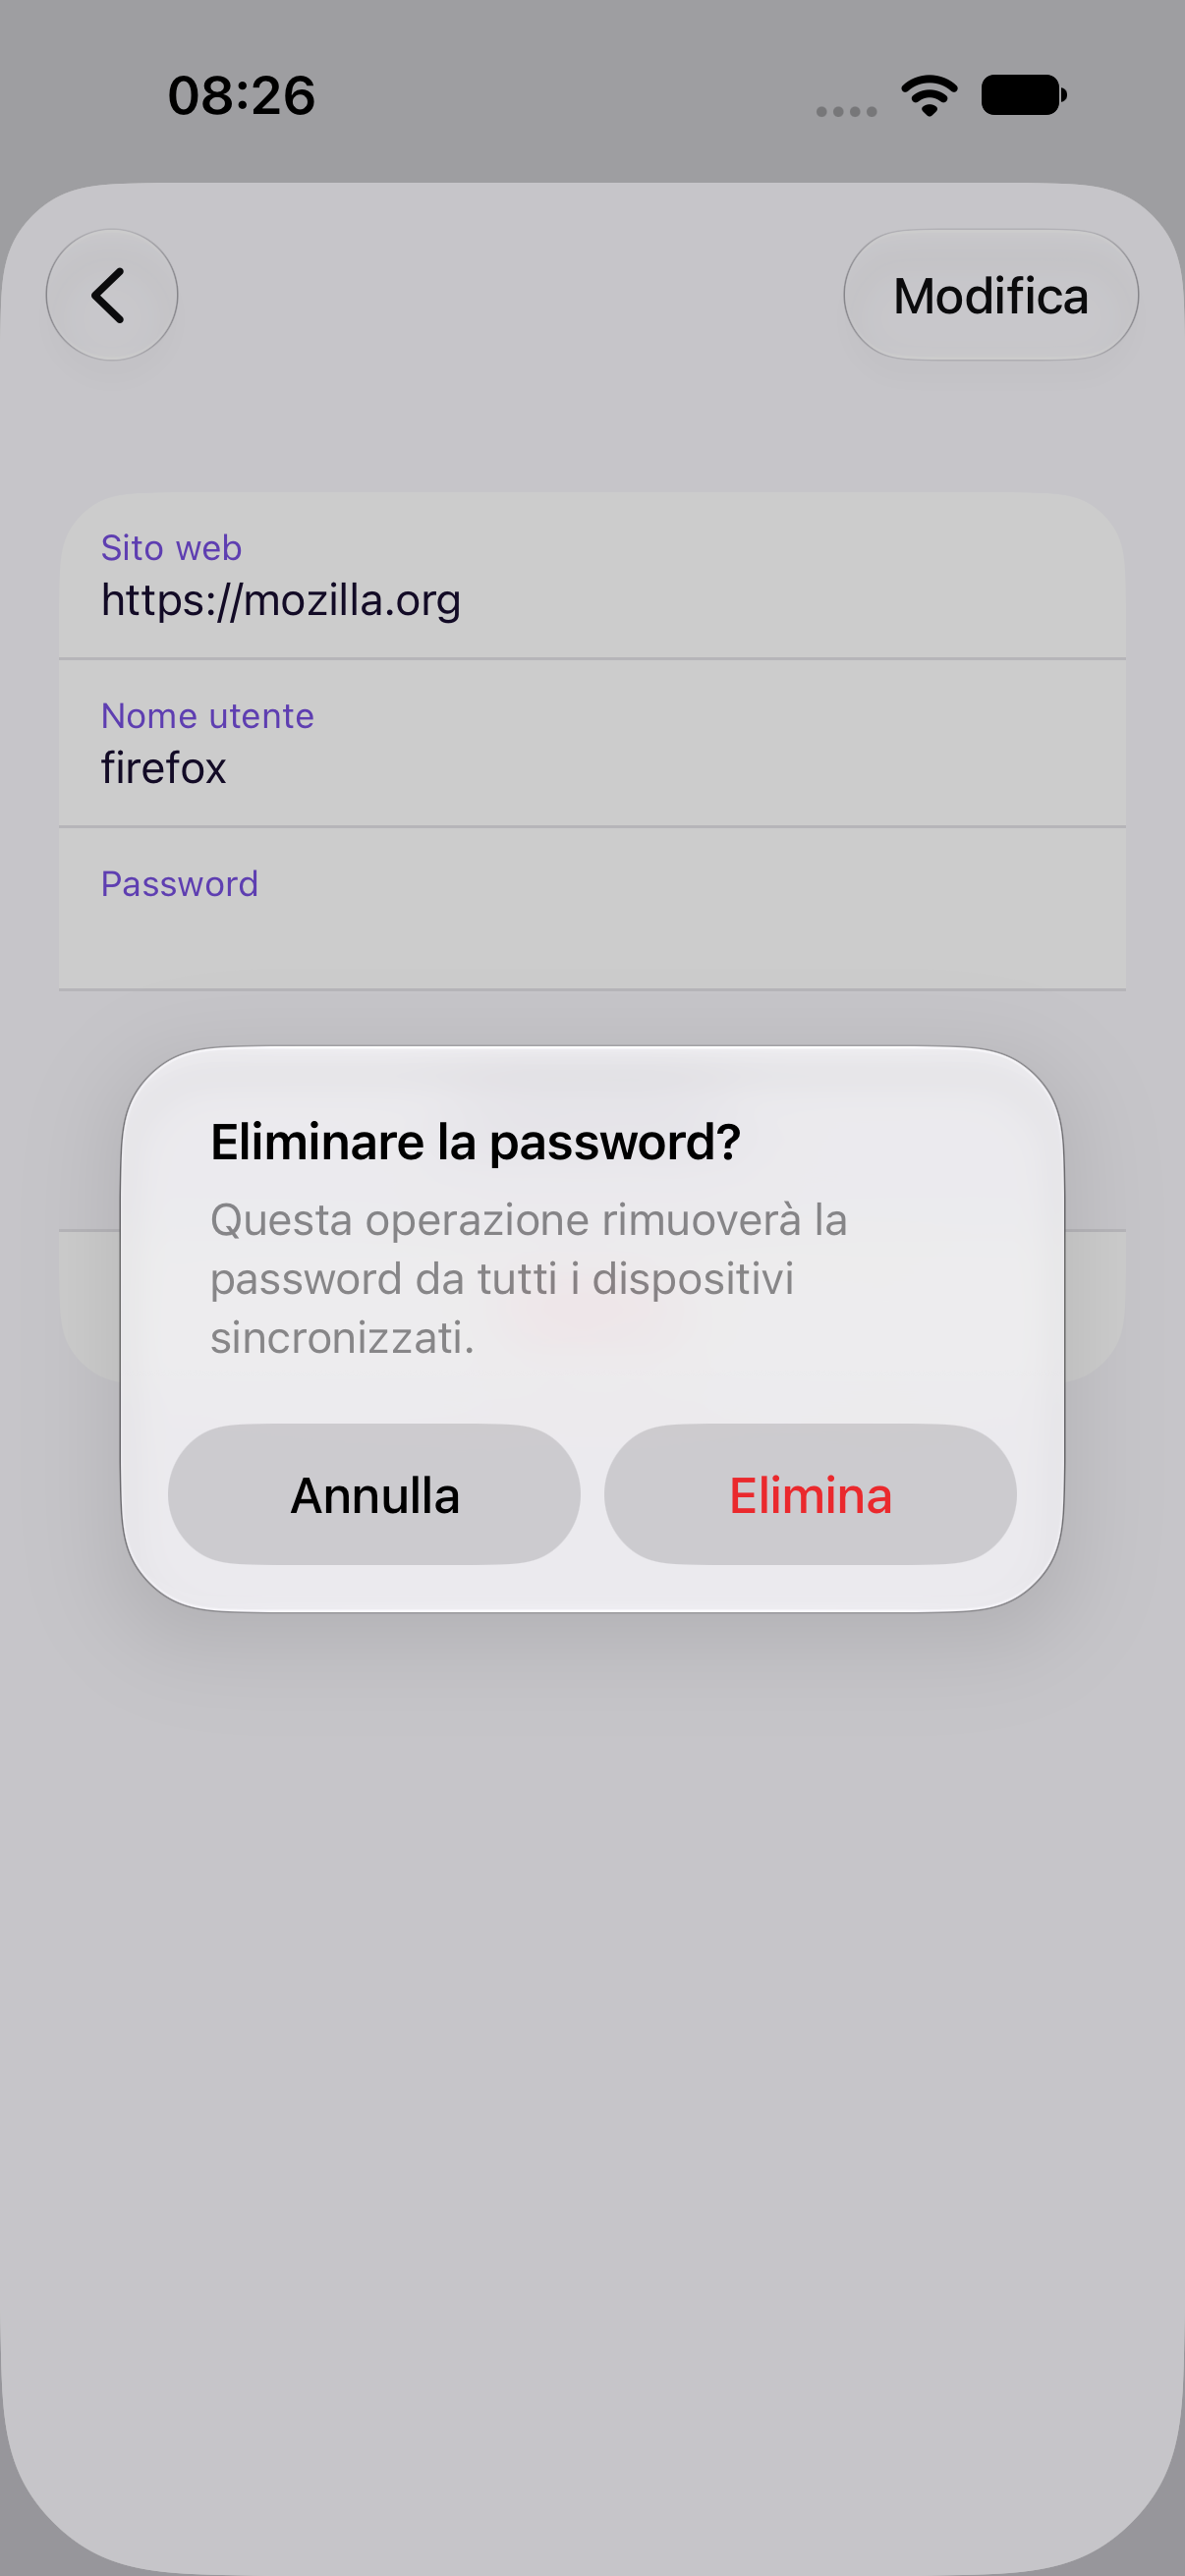 08:26
Modifica
Sito web
https://mozilla.org
Nome utente
firefox
Password
Eliminare la password?
Questa operazione rimuoverà la
password da tutti i dispositivi
sincronizzati.
Annulla
Elimina